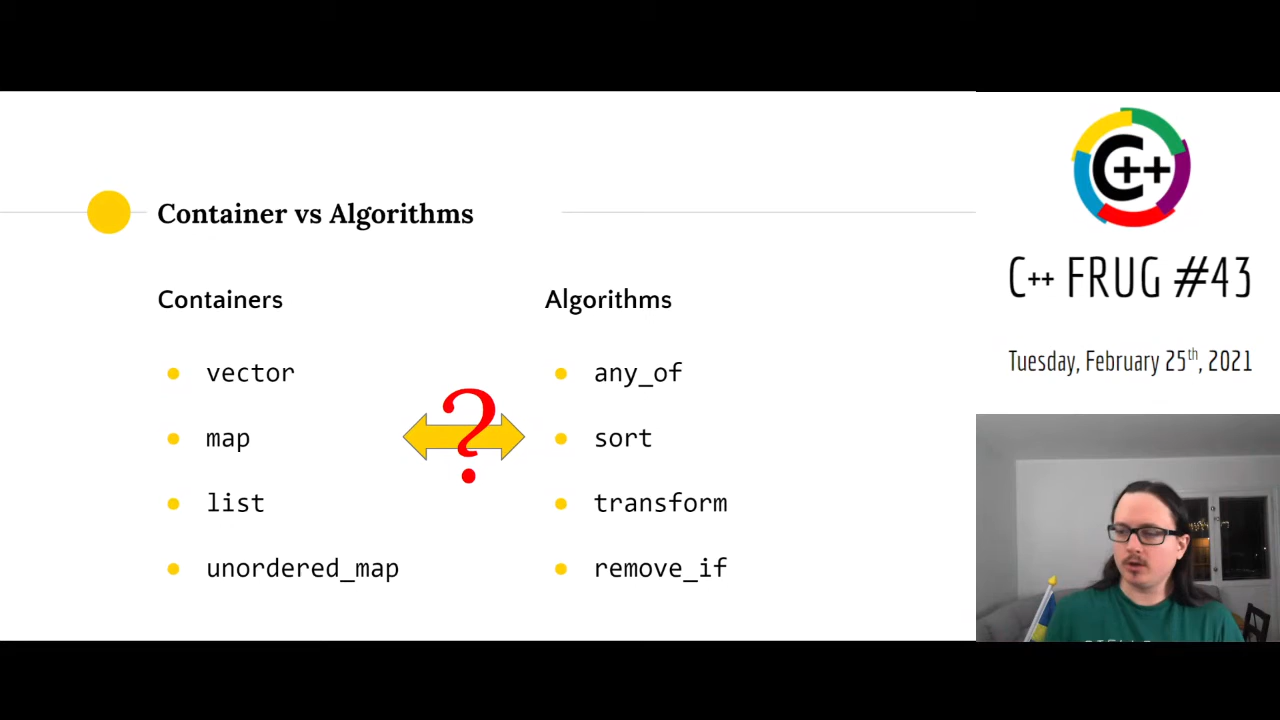 Container vs Algorithms
Containers
vector
map
list
unordered_map
?
Algorithms
any_of
sort
transform
remove_if
C++
C++ FRUG #43
Tuesday, February 25th, 2021